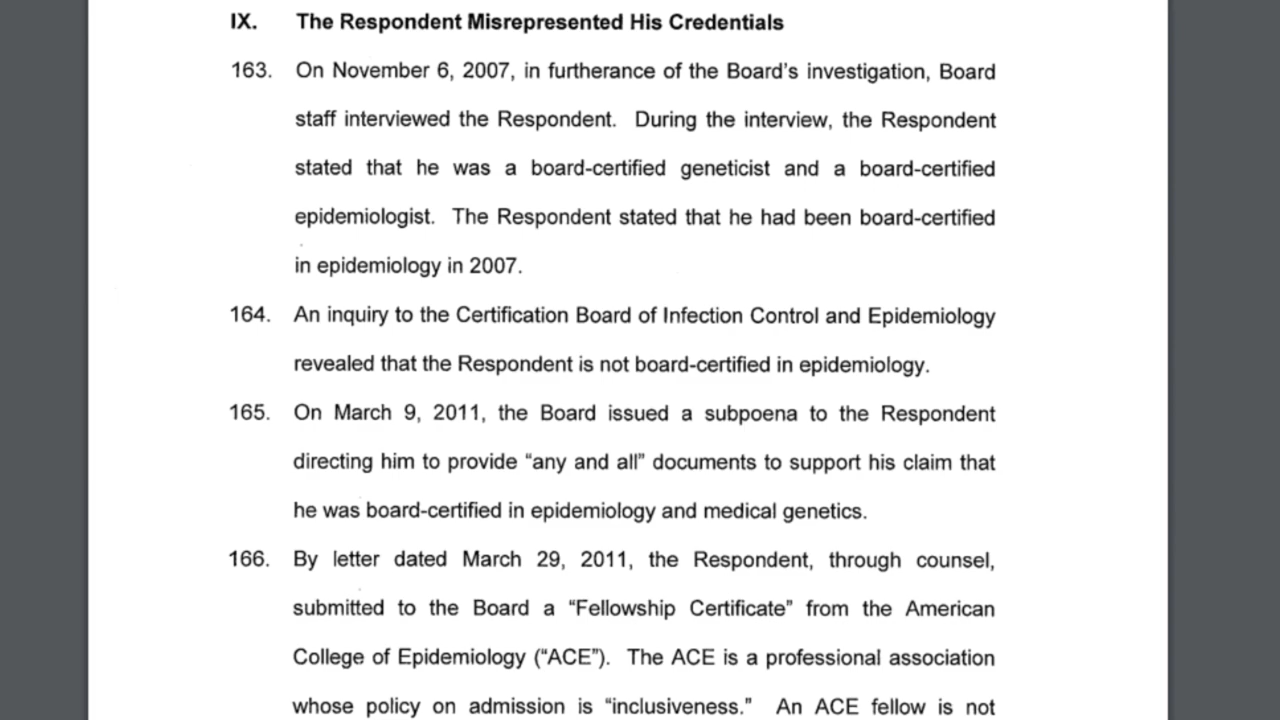 IX. The Respondent Misrepresented His Credentials
163. On November 6, 2007, in furtherance of the Board's investigation, Board
staff interviewed the Respondent. During the interview, the Respondent
stated that he was a board-certified geneticist and a board-certified
epidemiologist. The Respondent stated that he had been board-certified
in epidemiology in 2007.
164. An inquiry to the Certification Board of Infection Control and Epidemiology
revealed that the Respondent is not board-certified in epidemiology.
165. On March 9, 2011, the Board issued a subpoena to the Respondent
directing him to provide “any and all” documents to support his claim that
he was board-certified in epidemiology and medical genetics.
166. By letter dated March 29, 2011, the Respondent, through counsel,
submitted to the Board a “Fellowship Certificate” from the American
College of Epidemiology (“ACE”). The ACE is a professional association
whose policy on admission is “inclusiveness.” An ACE fellow is not